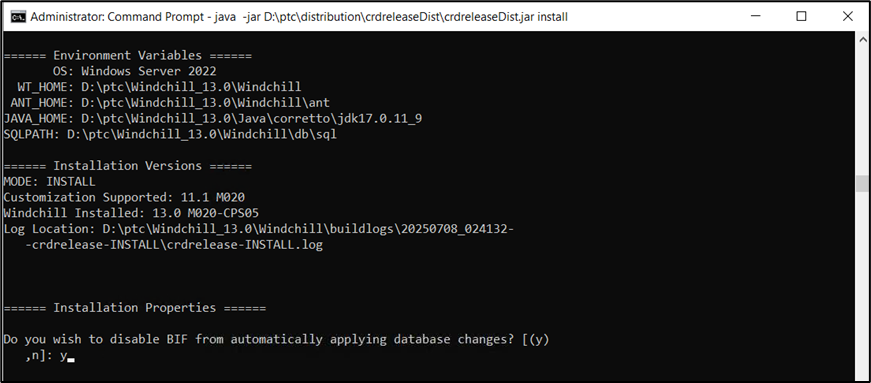 Administrator: Command Prompt - java  -jar D:\ptc\distribution\crdreleaseDist\crdreleaseDist.jar install
====== Environment Variables ======
OS: Windows Server 2022
WT_HOME: D:\ptc\Windchill_13.0\Windchill
ANT_HOME: D:\ptc\Windchill_13.0\Windchill\ant
JAVA_HOME: D:\ptc\Windchill_13.0\Java\corretto\jdk17.0.11_9
SQLPATH: D:\ptc\Windchill_13.0\Windchill\db\sql
====== Installation Versions ======
MODE: INSTALL
Customization Supported: 11.1 M020
Windchill Installed: 13.0 M020-CPS05
Log Location: D:\ptc\Windchill_13.0\Windchill\buildlogs\20250708_024132-
-crdrelease-INSTALL\crdrelease-INSTALL.log
====== Installation Properties ======
Do you wish to disable BIF from automatically applying database changes? [(y)
,n]: y